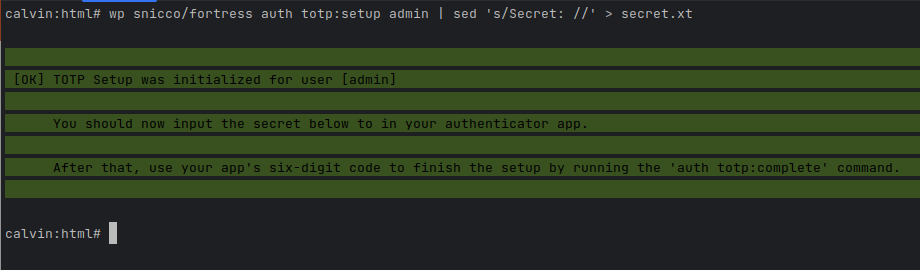 calvin:html# wp snicco/fortress auth totp:setup admin | sed 's/Secret: //' > secret.xt
[OK] TOTP Setup was initialized for user [admin]
You should now input the secret below to in your authenticator app.
After that, use your app's six-digit code to finish the setup by running the 'auth totp:complete' command.
calvin:html#